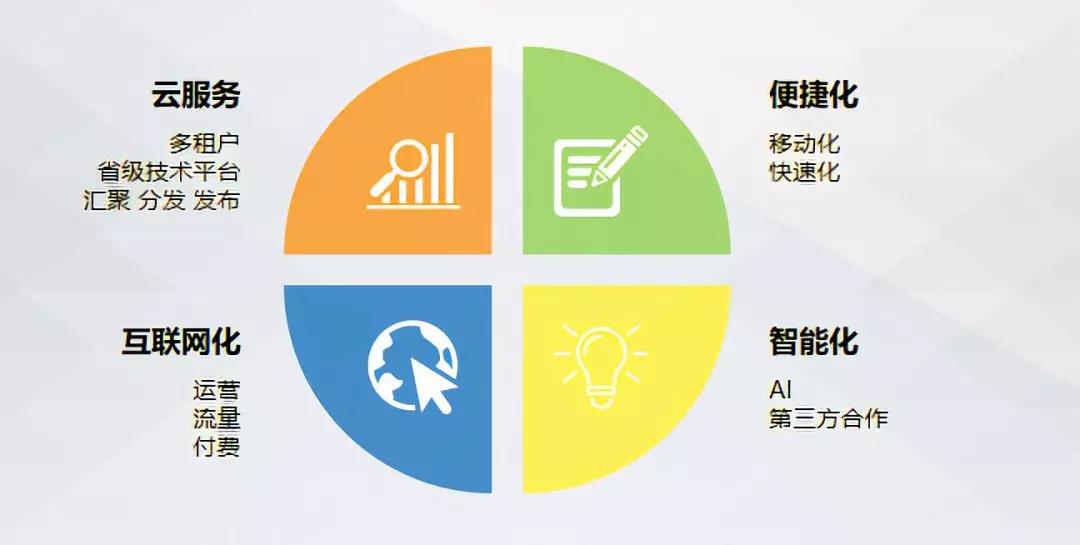 云服务
多租户
省级技术平台
汇聚 分发 发布
便捷化
移动化
快速化
互联网化
运营
流量
付费
智能化
AI
第三方合作